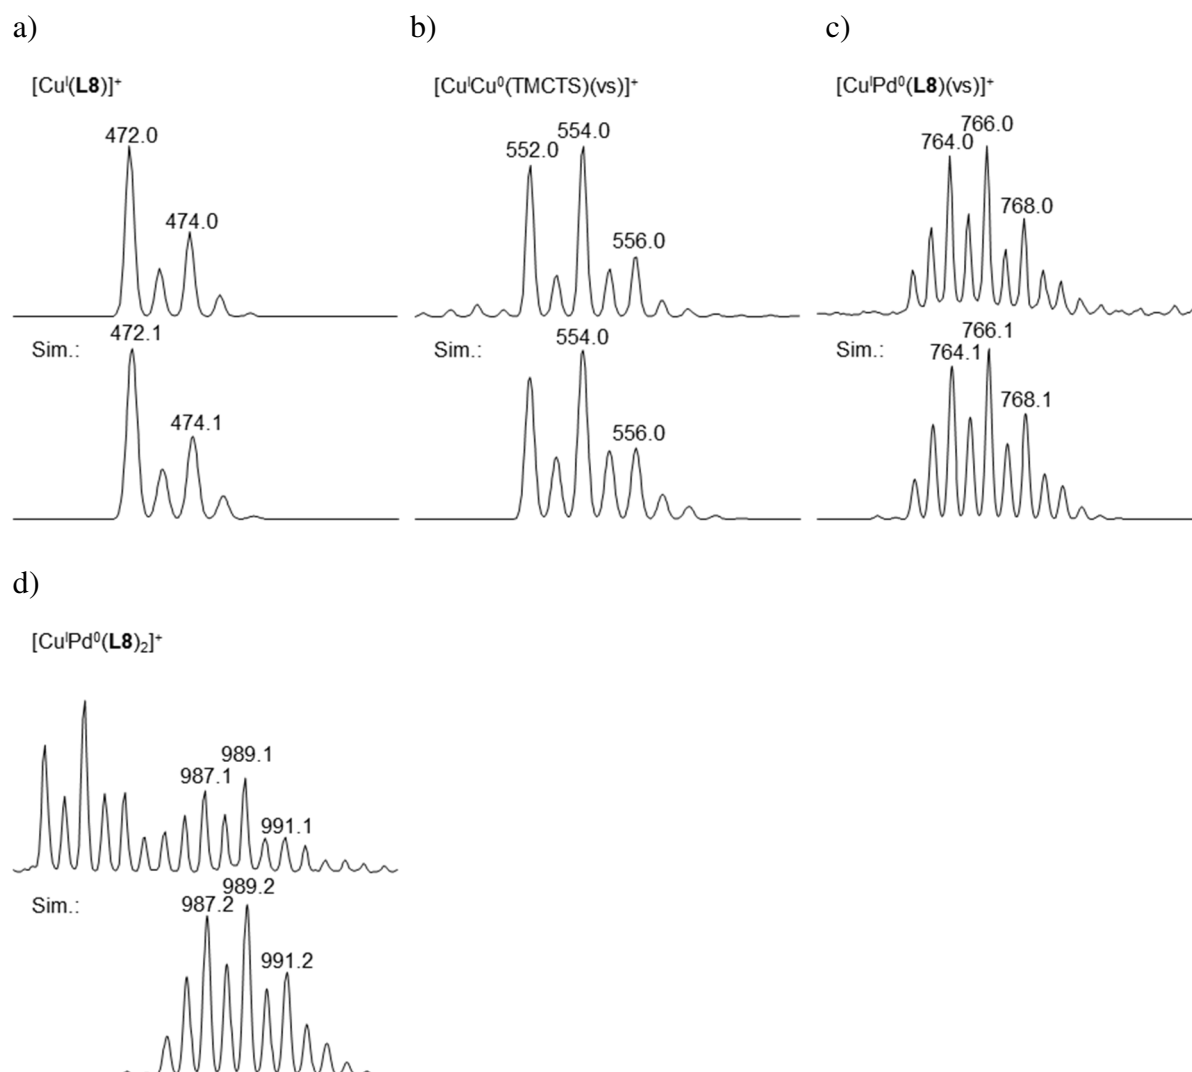 a)
[Cuᴵ(L8)]⁺
472.0
474.0
Sim.:
472.1
474.1
b)
[CuᴵCu⁰(TMCTS)(vs)]⁺
552.0
554.0
556.0
Sim.:
554.0
556.0
c)
[CuᴵPd⁰(L8)(vs)]⁺
764.0
766.0
768.0
Sim.:
764.1
766.1
768.1
d)
[CuᴵPd⁰(L8)₂]⁺
987.1
989.1
991.1
Sim.:
987.2
989.2
991.2